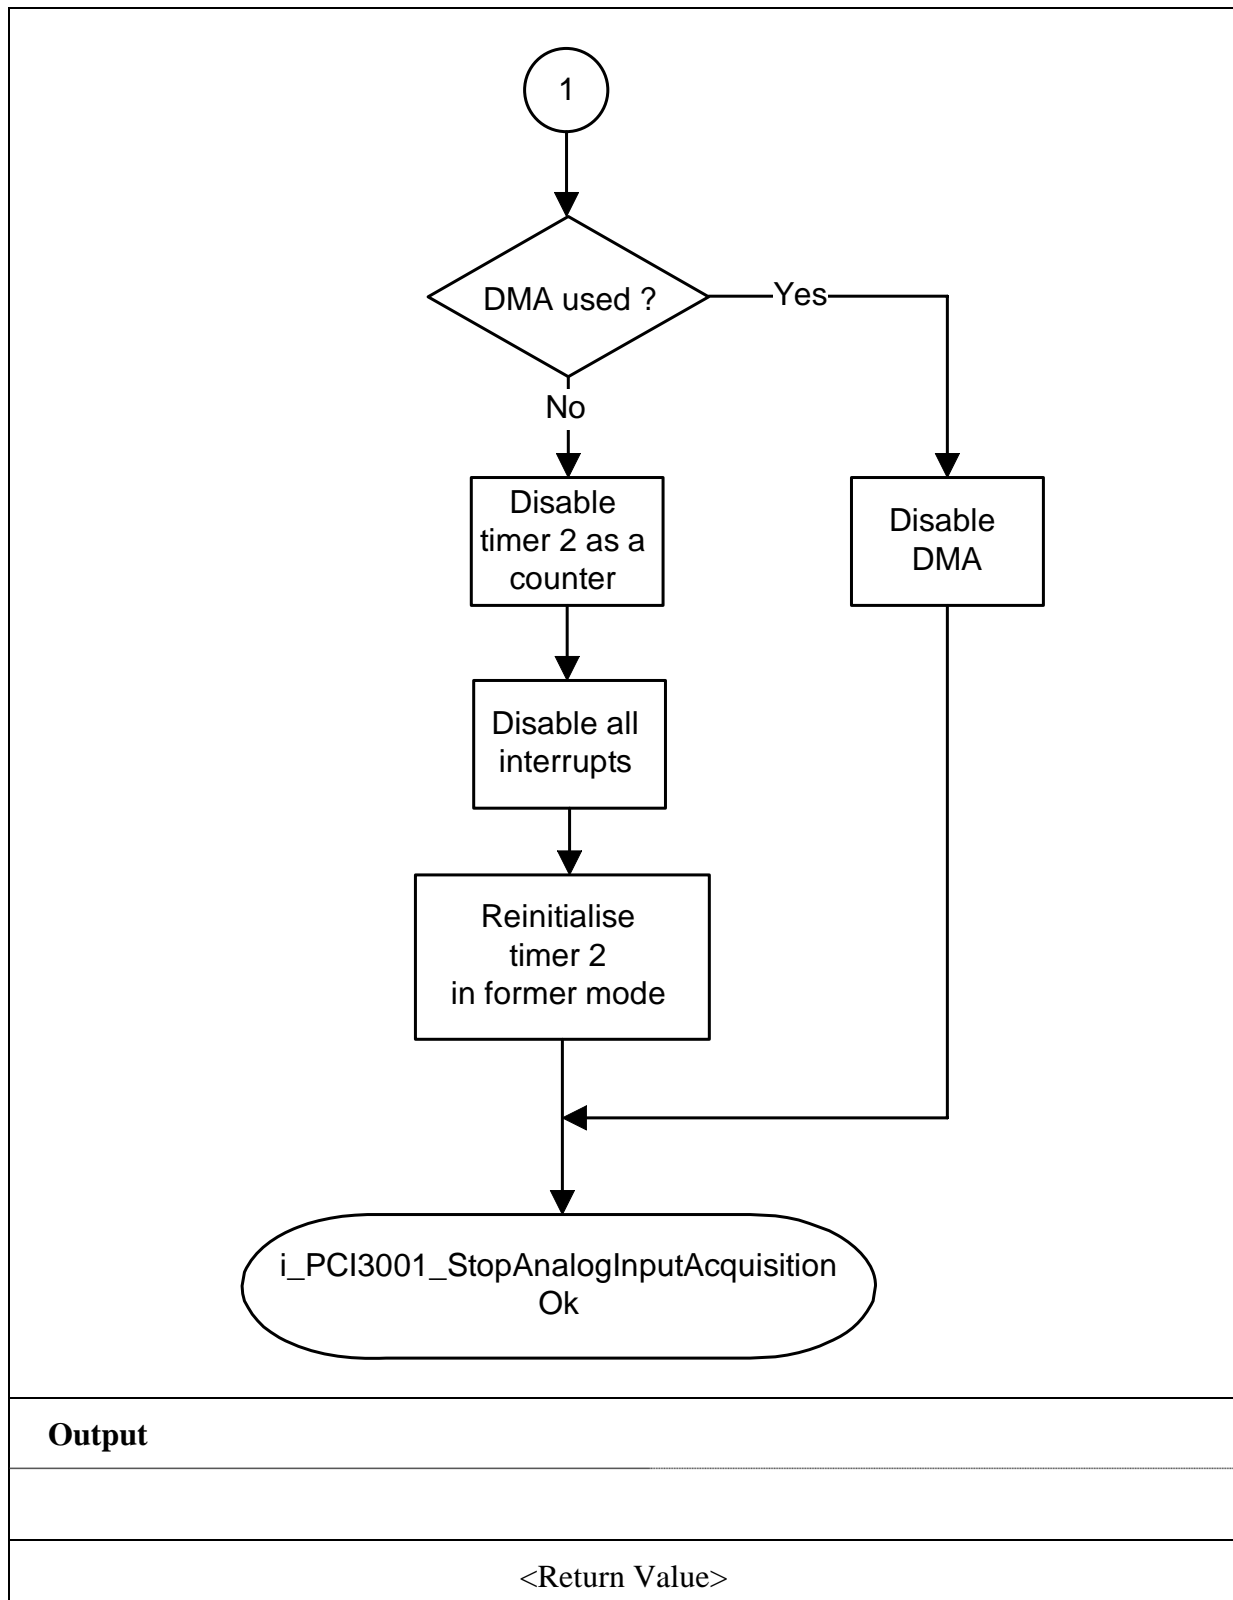 1
DMA used ?
Yes
No
Disable
timer 2 as a
counter
Disable
DMA
Disable all
interrupts
Reinitialise
timer 2
in former mode
i_PCI3001_StopAnalogInputAcquisition
Ok
Output
<Return Value>